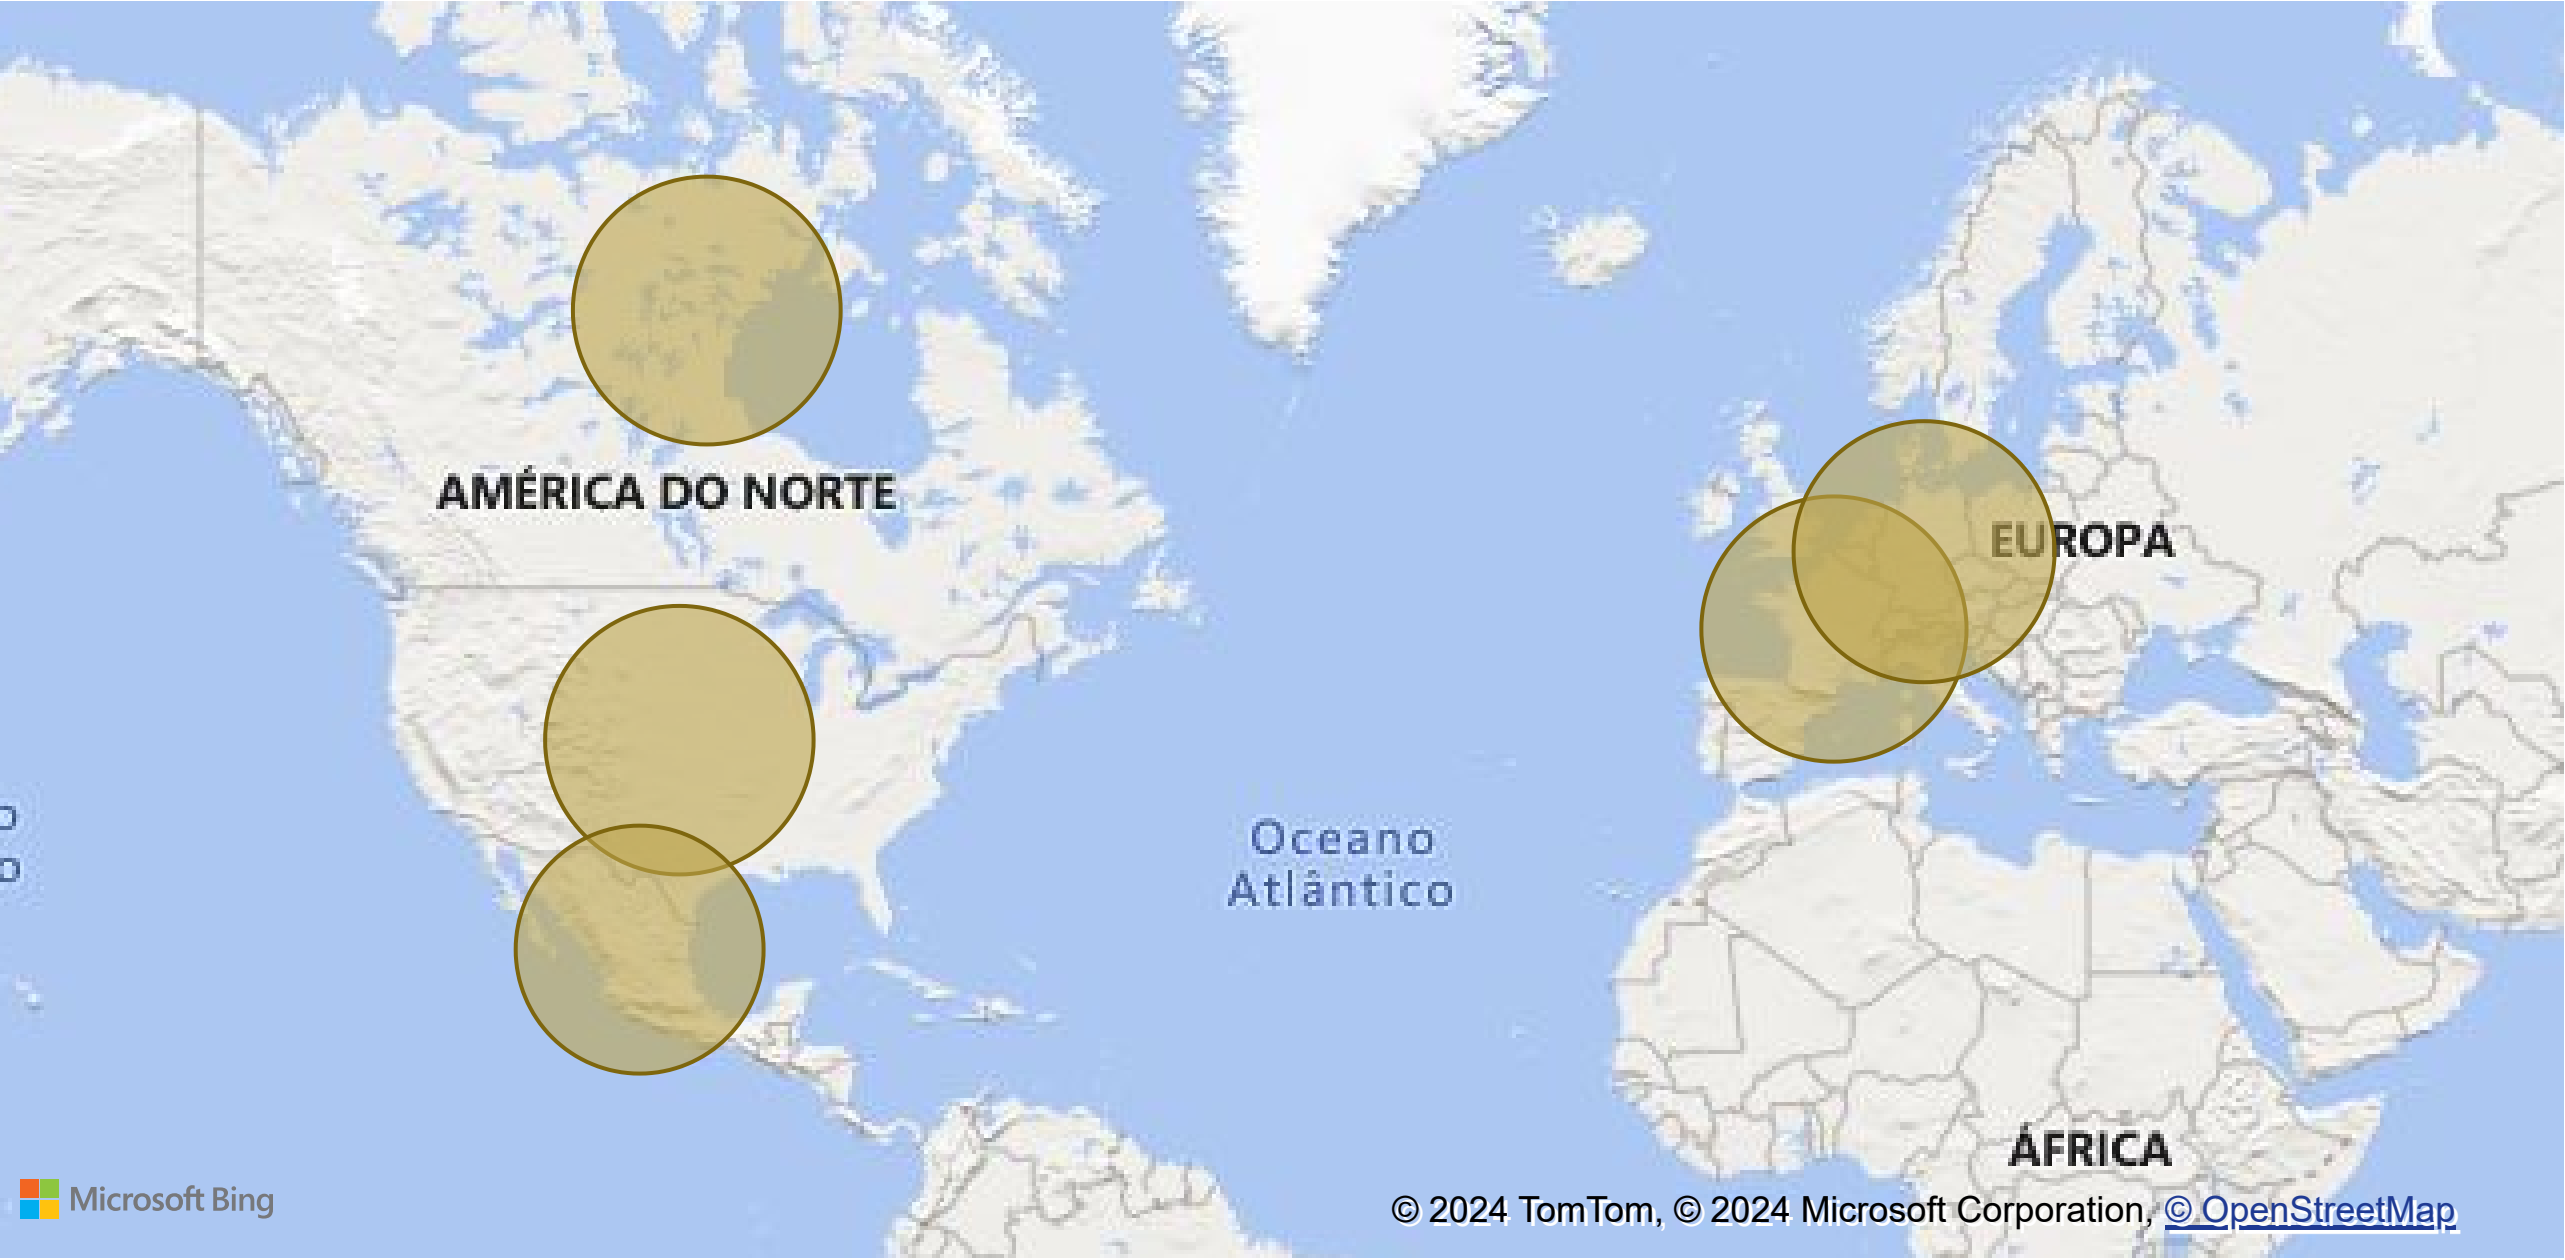 AMÉRICA DO NORTE
EUROPA
Oceano
Atlântico
ÁFRICA
Microsoft Bing
© 2024 TomTom, © 2024 Microsoft Corporation, © OpenStreetMap